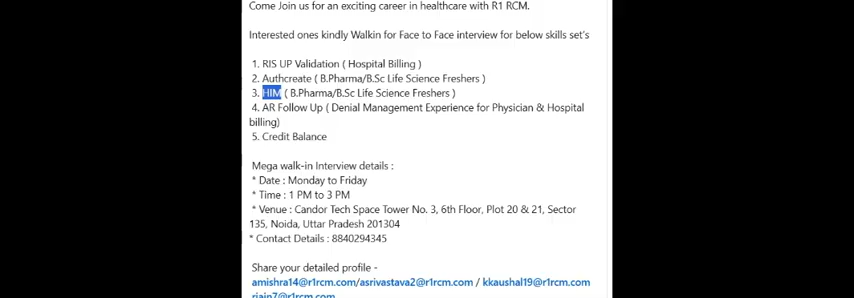 Come Join us for an exciting career in healthcare with R1 RCM.
Interested ones kindly Walkin for Face to Face interview for below skills set's
1. RIS UP Validation ( Hospital Billing )
2. Authcreate ( B.Pharma/B.Sc Life Science Freshers )
3. HIM ( B.Pharma/B.Sc Life Science Freshers )
4. AR Follow Up ( Denial Management Experience for Physician & Hospital
billing)
5. Credit Balance
Mega walk-in Interview details :
* Date : Monday to Friday
* Time : 1 PM to 3 PM
* Venue : Candor Tech Space Tower No. 3, 6th Floor, Plot 20 & 21, Sector
135, Noida, Uttar Pradesh 201304
* Contact Details : 8840294345
Share your detailed profile -
amishra14@r1rcm.com/asrivastava2@r1rcm.com / kkaushal19@r1rcm.com
rjain7@r1rcm.com